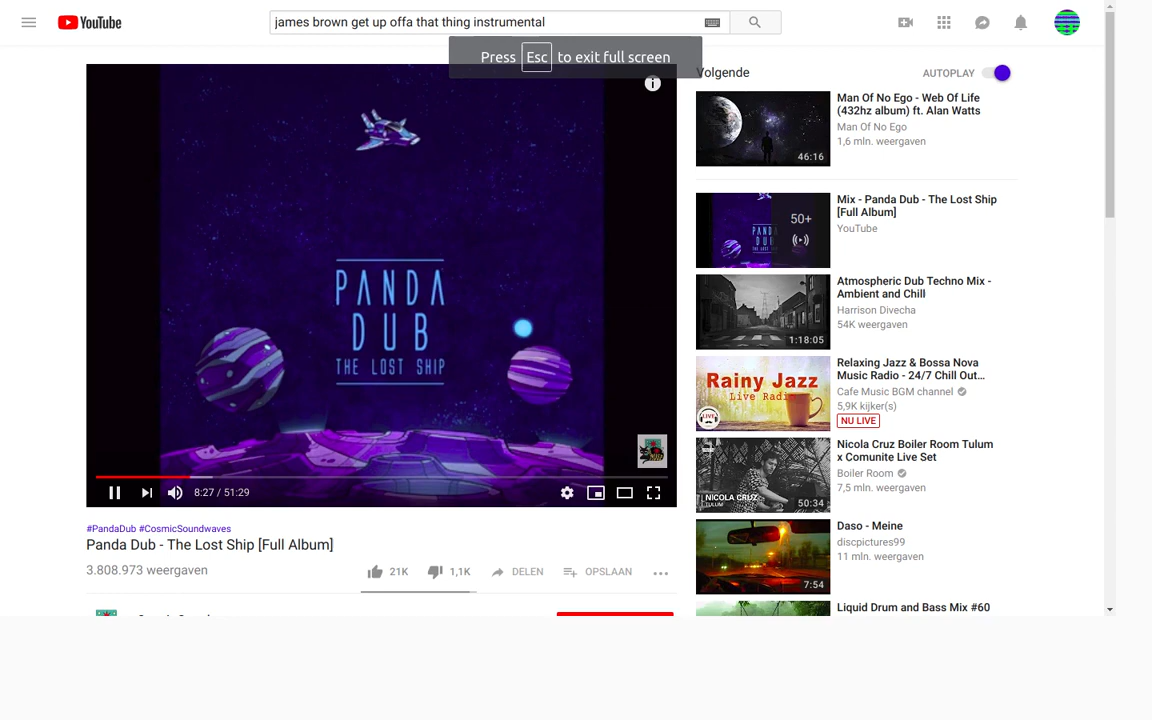 YouTube
james brown get up offa that thing instrumental
Press Esc to exit full screen
PANDA
DUB
THE LOST SHIP
8:27 / 51:29
#PandaDub #CosmicSoundwaves
Panda Dub - The Lost Ship [Full Album]
3.808.973 weergaven
21K
1,1K
DELEN
OPSLAAN
Volgende
AUTOPLAY
46:16
Man Of No Ego - Web Of Life
(432hz album) ft. Alan Watts
Man Of No Ego
1,6 mln. weergaven
50+
Mix - Panda Dub - The Lost Ship
[Full Album]
YouTube
1:18:05
Atmospheric Dub Techno Mix -
Ambient and Chill
Harrison Divecha
54K weergaven
Rainy Jazz
Live Radio
LIVE
Relaxing Jazz & Bossa Nova
Music Radio - 24/7 Chill Out...
Cafe Music BGM channel
5,9K kijker(s)
NU LIVE
NICOLA CRUZ
TULUM
50:34
Nicola Cruz Boiler Room Tulum
x Comunite Live Set
Boiler Room
7,5 mln. weergaven
7:54
Daso - Meine
discpictures99
11 mln. weergaven
Liquid Drum and Bass Mix #60